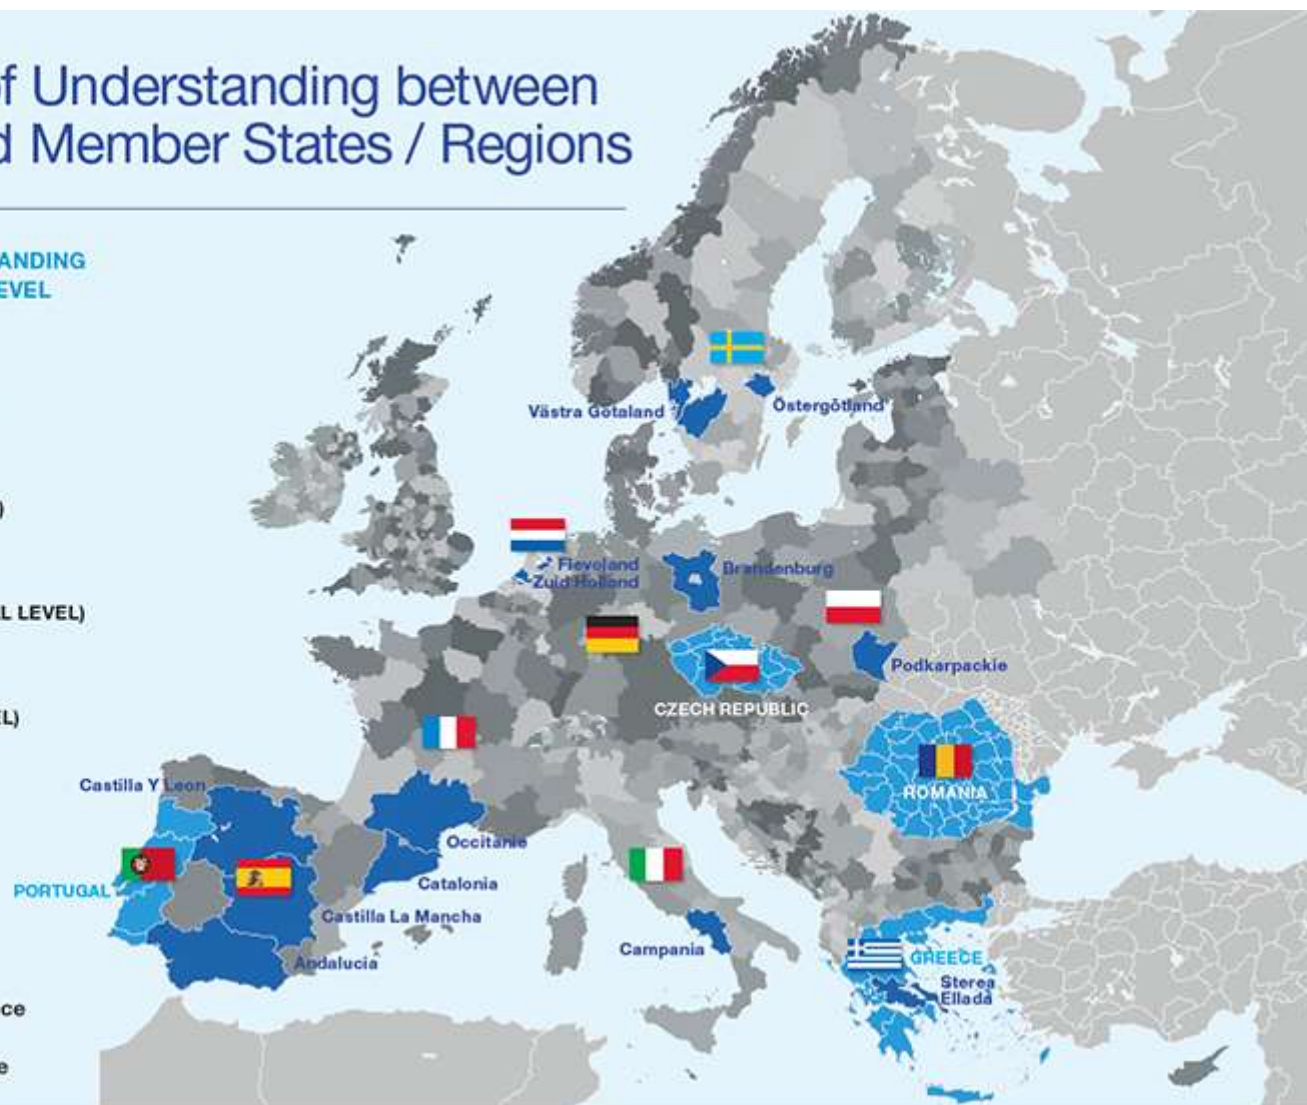 of Understanding between
d Member States / Regions
ANDING
EVEL
)
L LEVEL)
L)
ce
e
Västra Götaland
Östergötland
Flevoland
Zuid Holland
Brandenburg
Podkarpackie
CZECH REPUBLIC
ROMANIA
Castilla Y Leon
Occitanie
Catalonia
PORTUGAL
Castilla La Mancha
Andalucia
Campania
GREECE
Sterea
Ellada